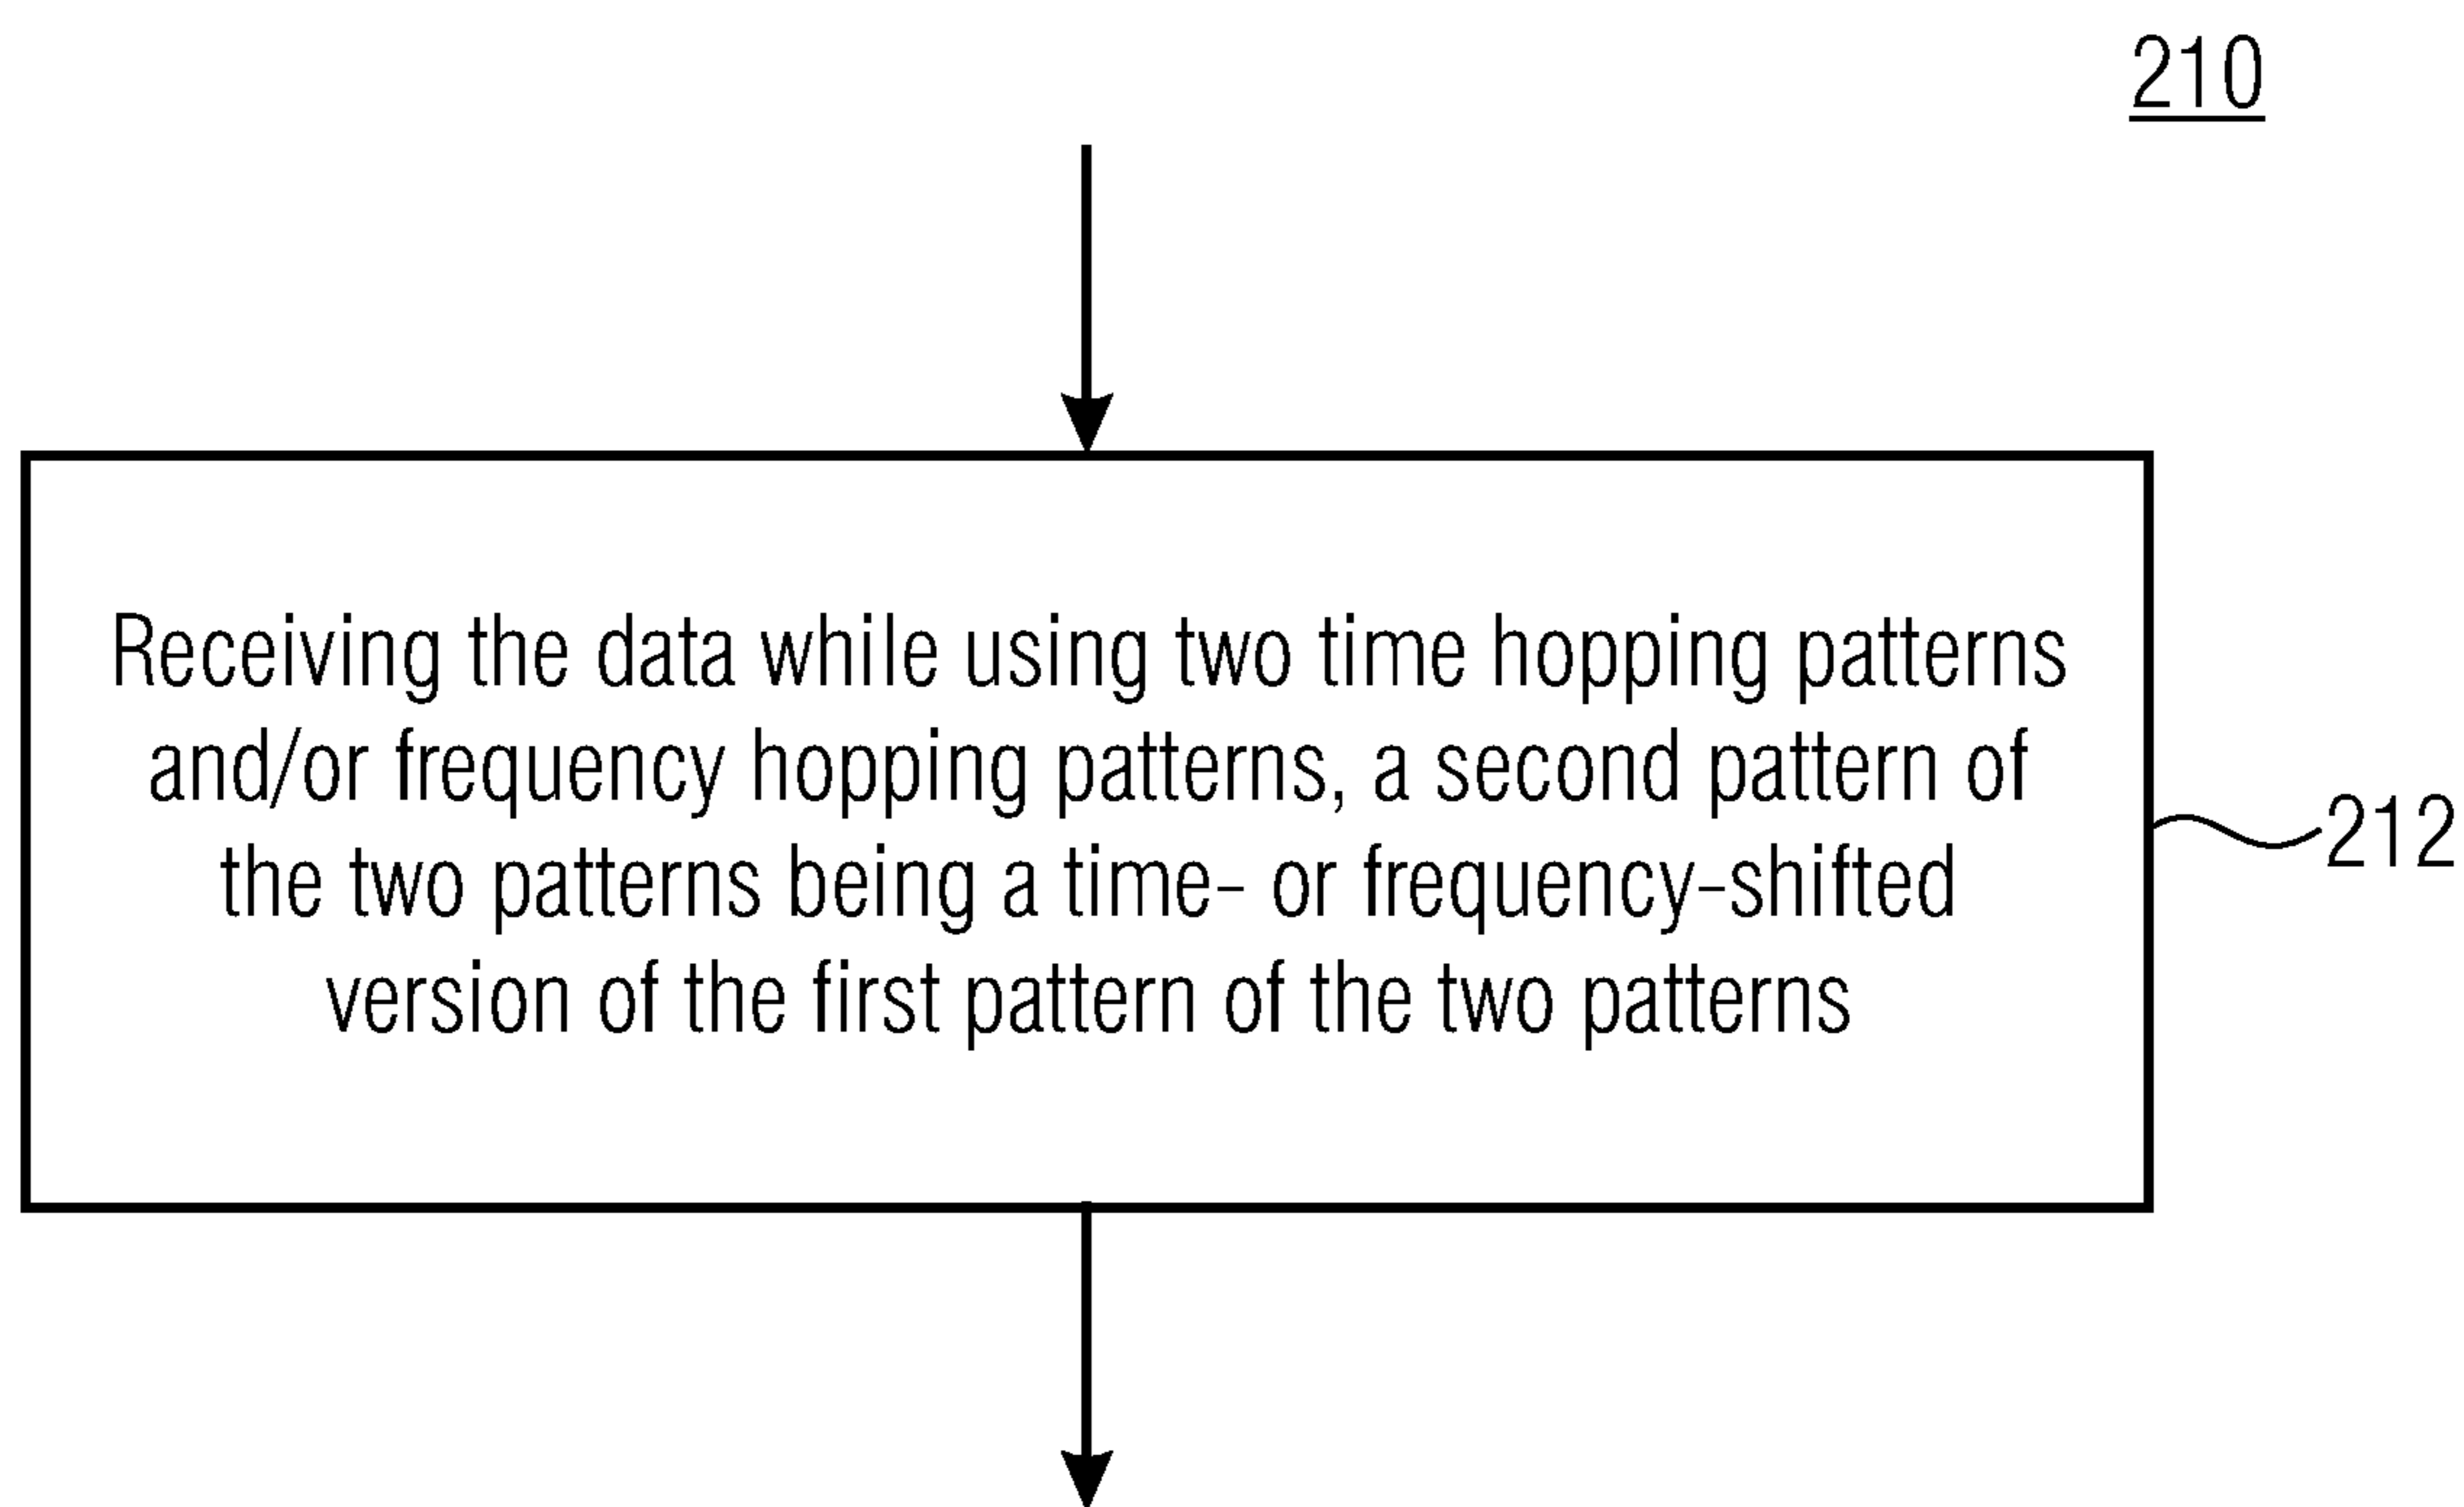 210
Receiving the data while using two time hopping patterns
and/or frequency hopping patterns, a second pattern of
the two patterns being a time- or frequency-shifted
version of the first pattern of the two patterns
212